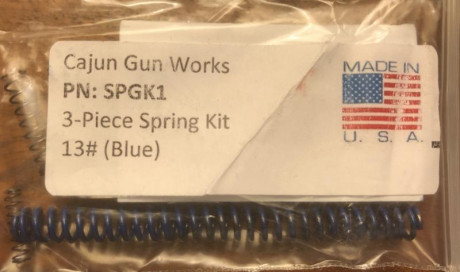 Cajun Gun Works
PN: SPGK1
3-Piece Spring Kit
13# (Blue)
MADE IN
U. S. A.